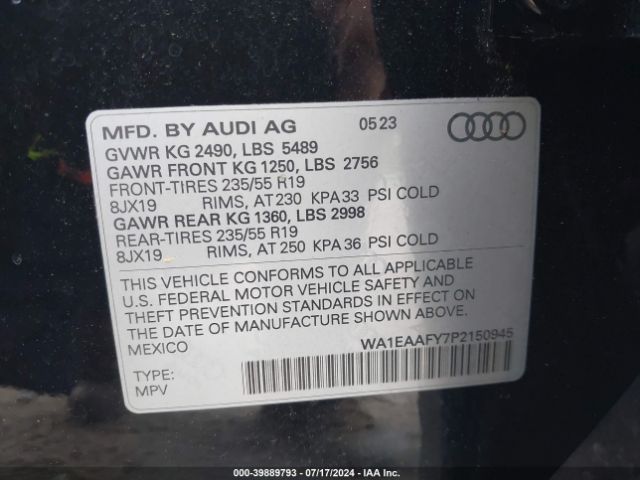 MFD. BY AUDI AG 0523
GVWR KG 2490, LBS 5489
GAWR FRONT KG 1250, LBS 2756
FRONT-TIRES 235/55 R19
8JX19 RIMS, AT 230 KPA 33 PSI COLD
GAWR REAR KG 1360, LBS 2998
REAR-TIRES 235/55 R19
8JX19 RIMS, AT 250 KPA 36 PSI COLD
THIS VEHICLE CONFORMS TO ALL APPLICABLE
U.S. FEDERAL MOTOR VEHICLE SAFETY AND
THEFT PREVENTION STANDARDS IN EFFECT ON
THE DATE OF MANUFACTURE SHOWN ABOVE.
MEXICO
WA1EAAFY7P2150945
TYPE:
MPV
000-39889793 - 07/17/2024 - IAA Inc.